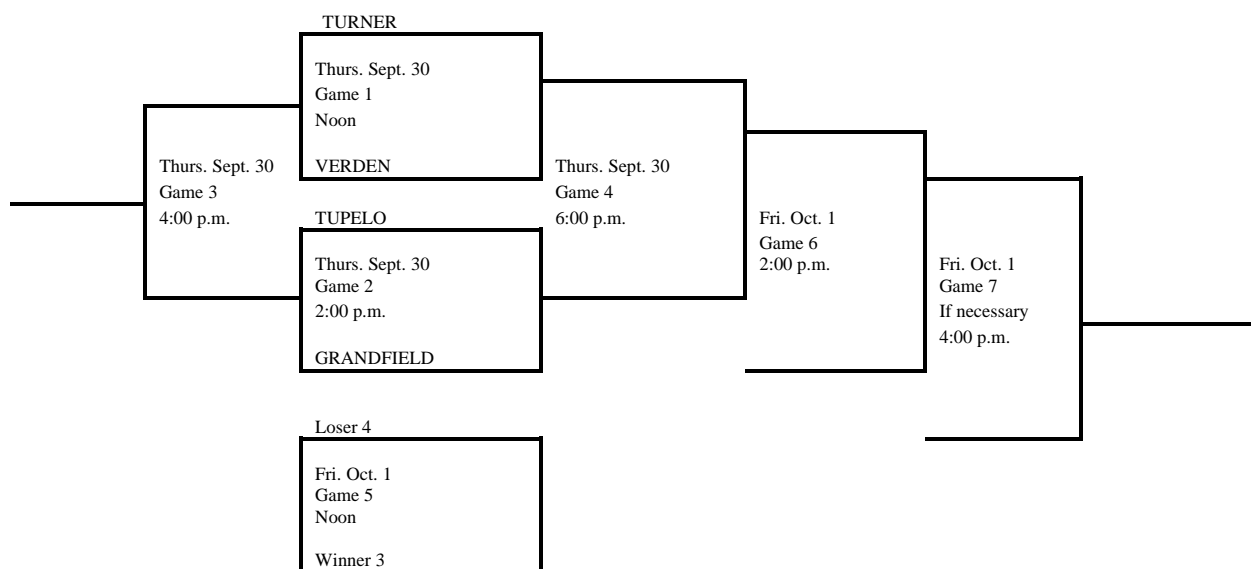 TURNER
Thurs. Sept. 30
Game 1
Noon
VERDEN
Thurs. Sept. 30
Game 3
4:00 p.m.
Thurs. Sept. 30
Game 4
6:00 p.m.
TUPELO
Thurs. Sept. 30
Game 2
2:00 p.m.
GRANDFIELD
Fri. Oct. 1
Game 6
2:00 p.m.
Fri. Oct. 1
Game 7
If necessary
4:00 p.m.
Loser 4
Fri. Oct. 1
Game 5
Noon
Winner 3